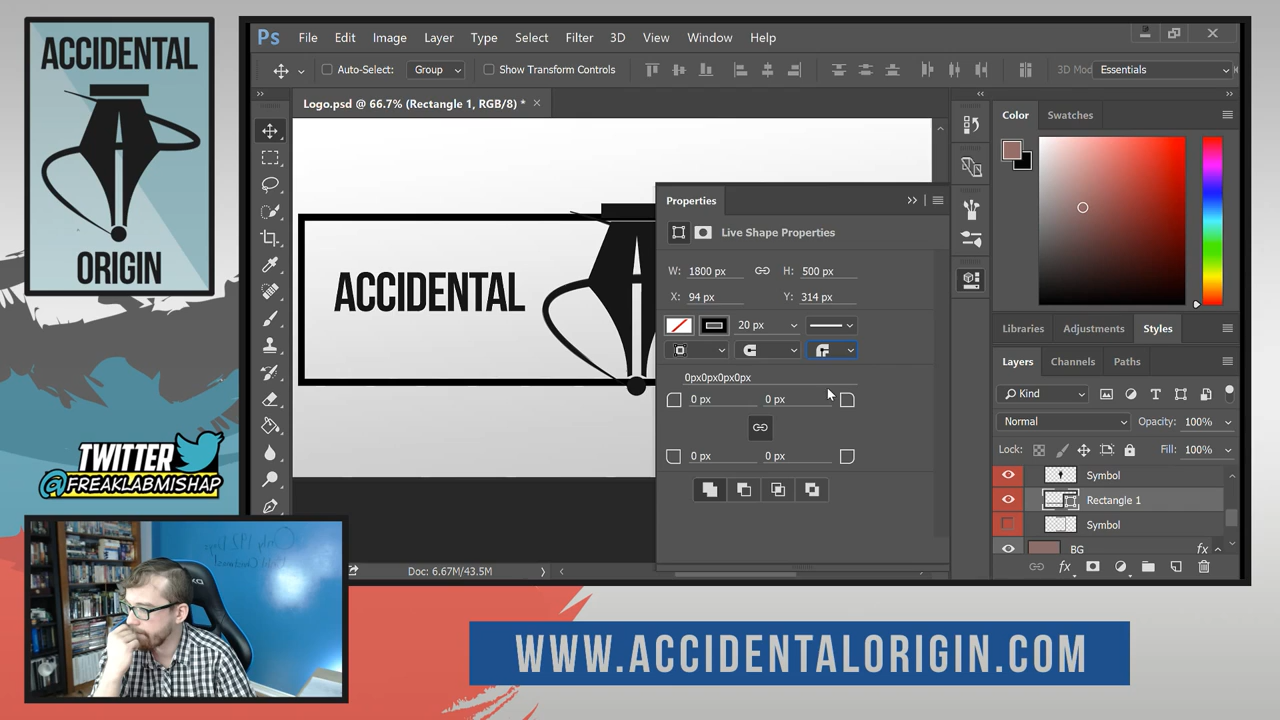 ACCIDENTAL
ORIGIN
Ps File Edit Image Layer Type Select Filter 3D View Window Help
Auto-Select: Group Show Transform Controls 3D Mod Essentials
Logo.psd @ 66.7% (Rectangle 1, RGB/8) * ×
ACCIDENTAL
Properties
Live Shape Properties
W: 1800 px H: 500 px
X: 94 px Y: 314 px
20 px
0px0px0px0px
0 px 0 px
0 px 0 px
Color Swatches
Libraries Adjustments Styles
Layers Channels Paths
Kind
Normal Opacity: 100%
Lock: Fill: 100%
Symbol
Rectangle 1
Symbol
BG fx
fx
Doc: 6.67M/43.5M
TWITTER
@FREAKLABMISHAP
WWW.ACCIDENTALORIGIN.COM